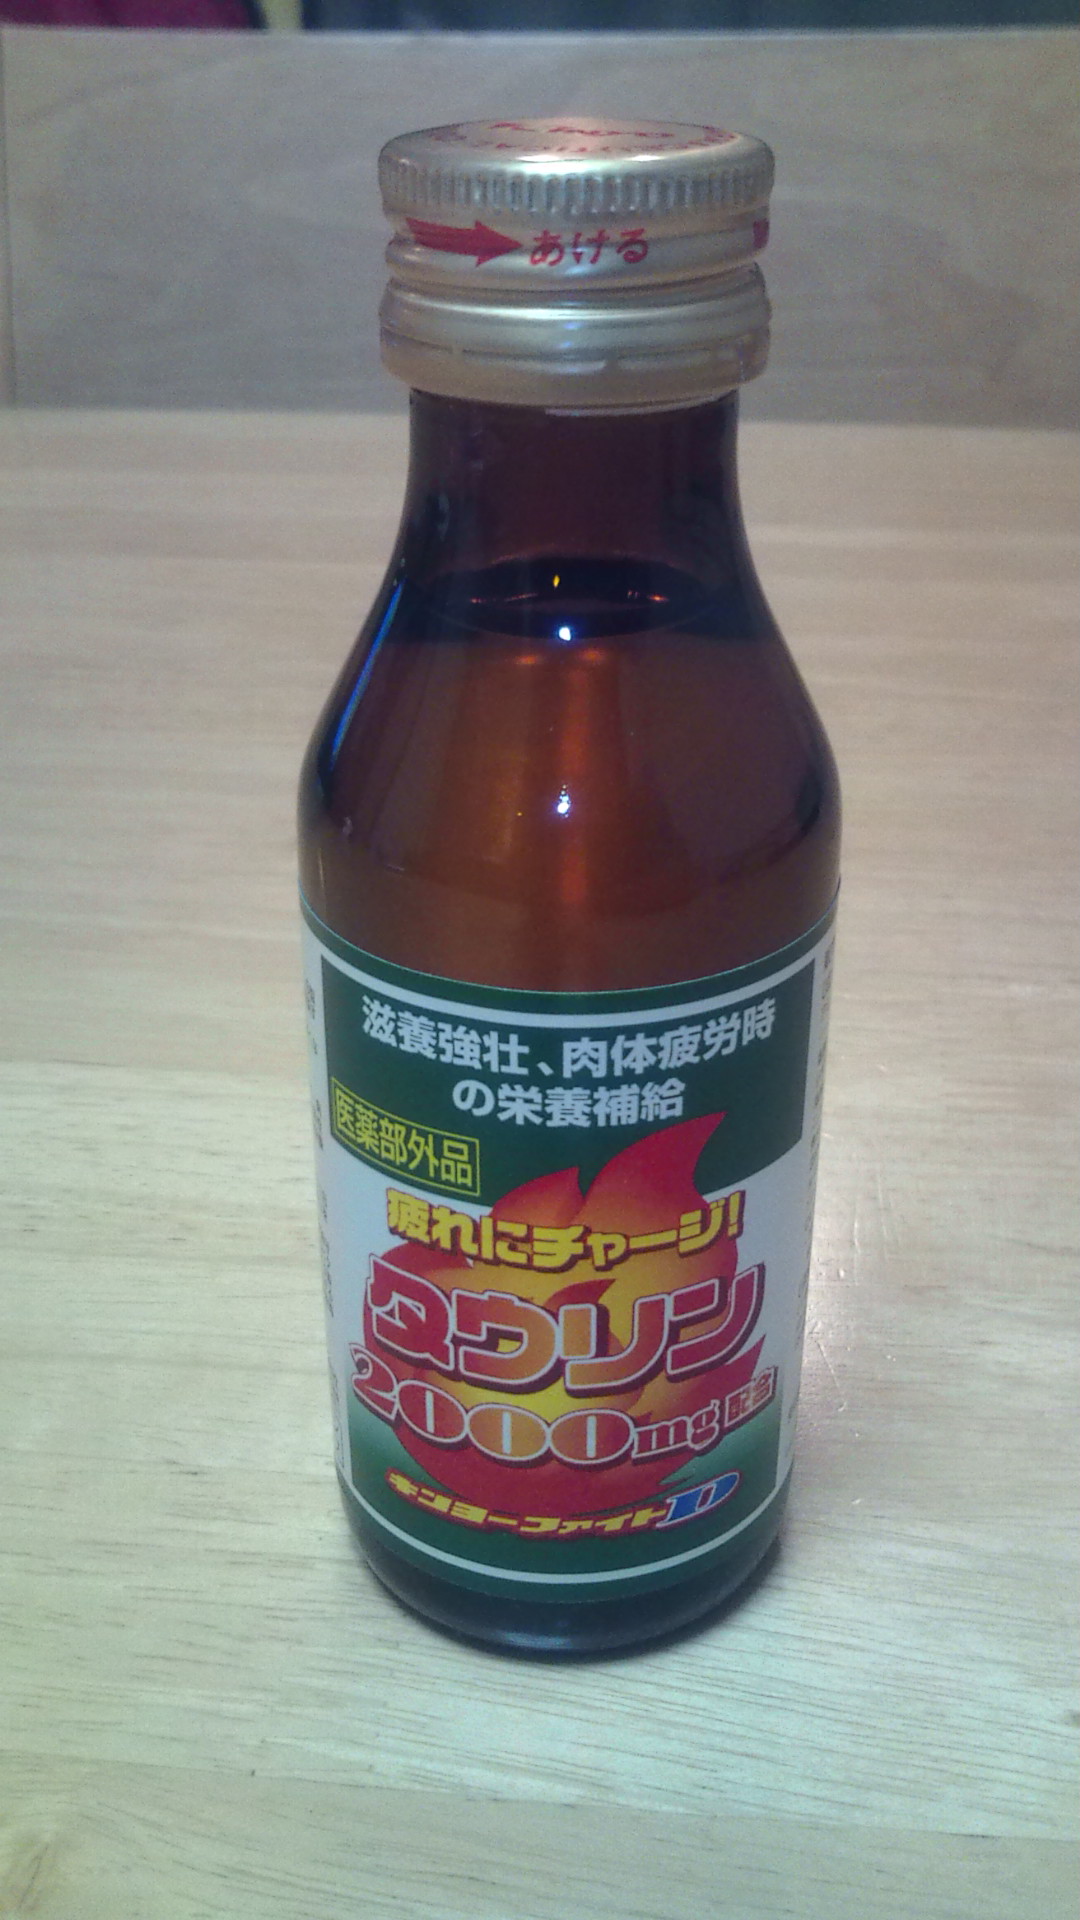 あける
滋養強壮、肉体疲労時
の栄養補給
医薬部外品
疲れにチャージ!
タウリン
2000mg配合
キンヨーファイトD